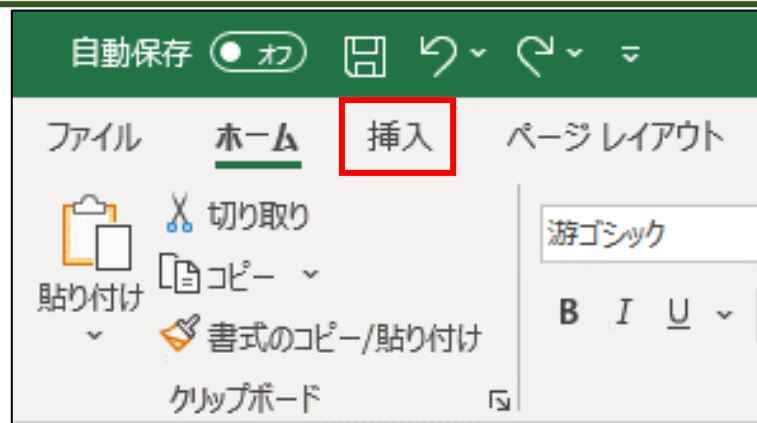 自動保存 オフ
ファイル ホーム 挿入 ページ レイアウト
切り取り
游ゴシック
コピー
貼り付け
B I U
書式のコピー/貼り付け
クリップボード